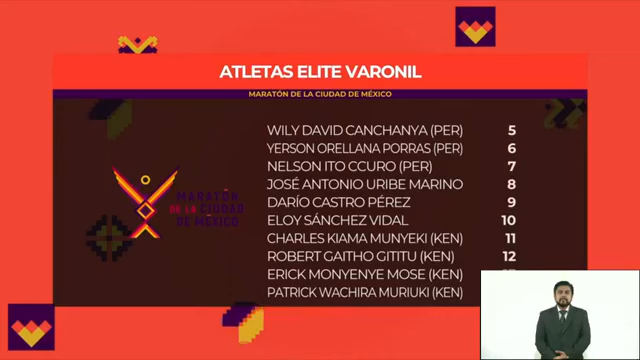 ATLETAS ELITE VARONIL
MARATÓN DE LA CIUDAD DE MÉXICO
MARATÓN
DE LA CIUDAD
DE MÉXICO
WILY DAVID CANCHANYA (PER) 5
YERSON ORELLANA PORRAS (PER) 6
NELSON ITO CCURO (PER) 7
JOSÉ ANTONIO URIBE MARINO 8
DARÍO CASTRO PÉREZ 9
ELOY SÁNCHEZ VIDAL 10
CHARLES KIAMA MUNYEKI (KEN) 11
ROBERT GAITHO GITITU (KEN) 12
ERICK MONYENYE MOSE (KEN)
PATRICK WACHIRA MURIUKI (KEN)